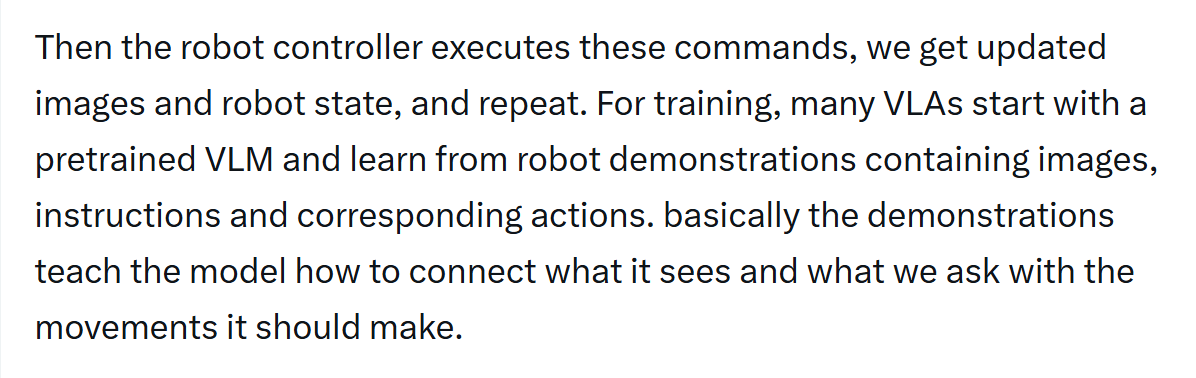 Then the robot controller executes these commands, we get updated
images and robot state, and repeat. For training, many VLAs start with a
pretrained VLM and learn from robot demonstrations containing images,
instructions and corresponding actions. basically the demonstrations
teach the model how to connect what it sees and what we ask with the
movements it should make.